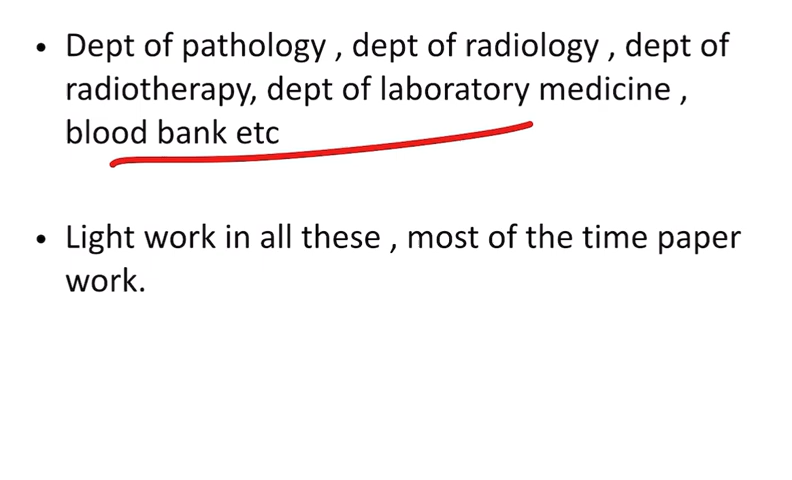 • Dept of pathology , dept of radiology , dept of
radiotherapy, dept of laboratory medicine ,
blood bank etc
• Light work in all these , most of the time paper
work.